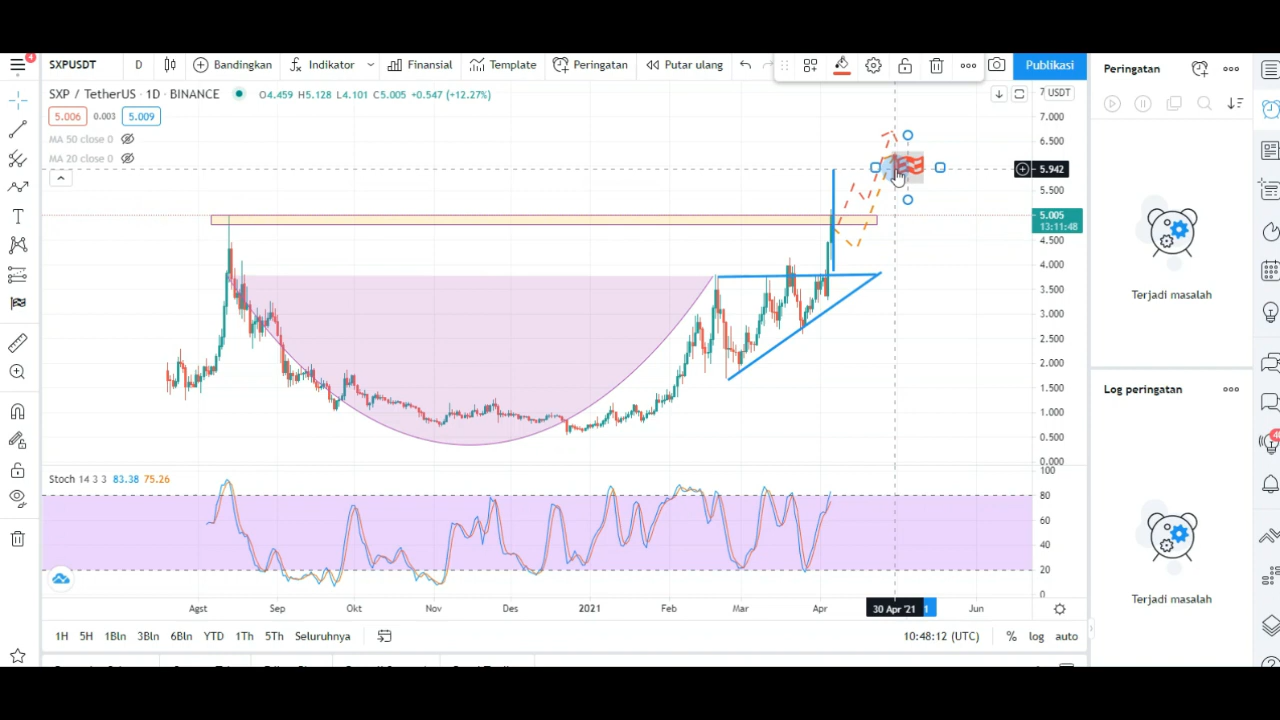 4
SXPUSDT D Bandingkan Indikator Finansial Template Peringatan Putar ulang Publikasi
Peringatan
SXP / TetherUS · 1D · BINANCE O4.459 H5.128 L4.101 C5.005 +0.547 (+12.27%)
5.006 0.003 5.009
MA 50 close 0
MA 20 close 0
7 USDT
7.000
6.500
5.942
5.500
5.005
13:11:48
4.500
4.000
3.500
3.000
2.500
2.000
1.500
1.000
0.500
0.000
Terjadi masalah
Log peringatan
Terjadi masalah
Stoch 14 3 3 83.38 75.26
100
80
60
40
20
0
Agst Sep Okt Nov Des 2021 Feb Mar Apr 30 Apr '21 1 Jun
1H 5H 1Bln 3Bln 6Bln YTD 1Th 5Th Seluruhnya 10:48:12 (UTC) % log auto